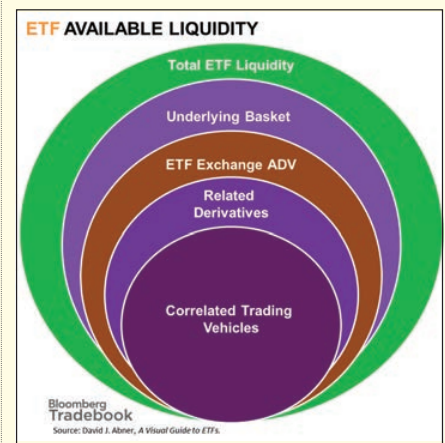 ETF AVAILABLE LIQUIDITY
Total ETF Liquidity
Underlying Basket
ETF Exchange ADV
Related
Derivatives
Correlated Trading
Vehicles
Bloomberg
Tradebook
Source: David J. Abner, A Visual Guide to ETFs.